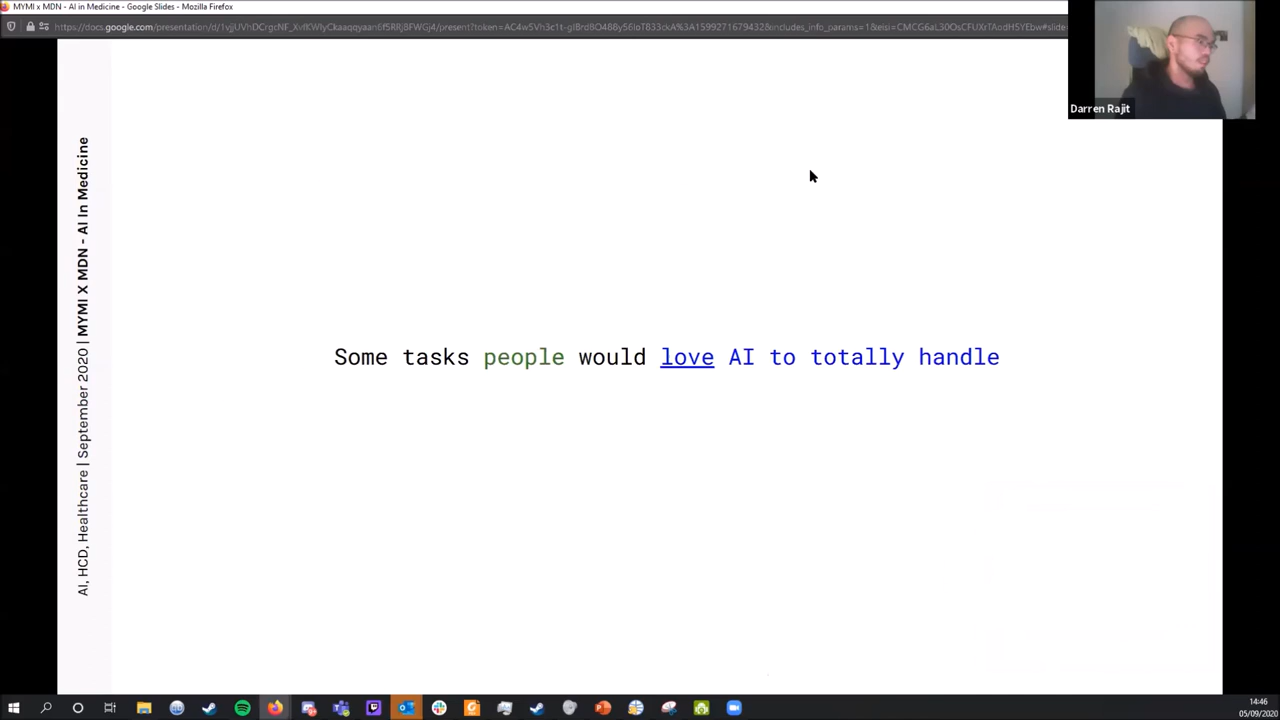 MYMI x MDN - AI in Medicine - Google Slides - Mozilla Firefox
Darren Rajit
AI, HCD, Healthcare | September 2020 | MYMI X MDN - AI In Medicine
Some tasks people would love AI to totally handle
14:46
05/09/2020